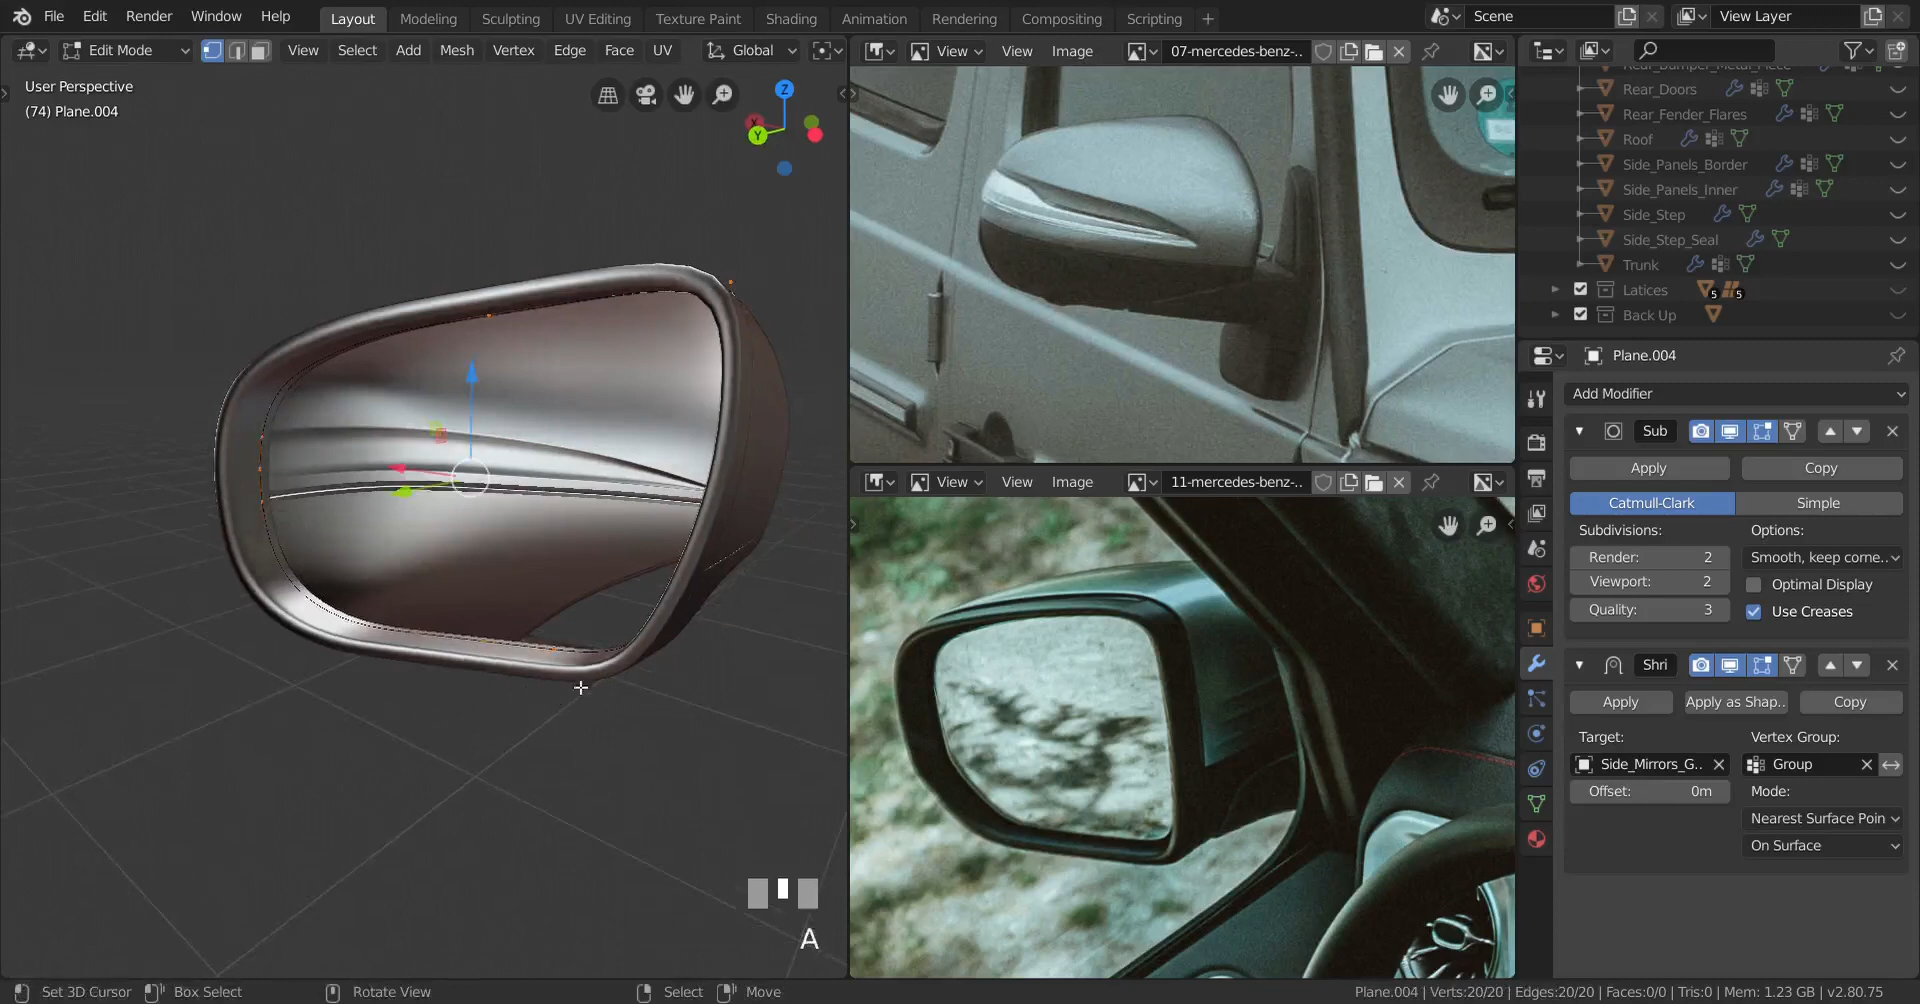 File Edit Render Window Help
Layout Modeling Sculpting UV Editing Texture Paint Shading Animation Rendering Compositing Scripting +
Scene
View Layer
Edit Mode
View Select Add Mesh Vertex Edge Face UV
Global
View View Image
07-mercedes-benz-..
User Perspective
(74) Plane.004
Z
X
Y
Rear_Bumper_Metal_Piece
Rear_Doors
Rear_Fender_Flares
Roof
Side_Panels_Border
Side_Panels_Inner
Side_Step
Side_Step_Seal
Trunk
Latices 5 5
Back Up
Plane.004
Add Modifier
Sub
Apply
Copy
Catmull-Clark
Simple
Subdivisions:
Options:
Render: 2
Smooth, keep corne..
Viewport: 2
Optimal Display
Quality: 3
Use Creases
View View Image
11-mercedes-benz-..
Shri
Apply
Apply as Shap..
Copy
Target:
Vertex Group:
Side_Mirrors_G..
Group
Offset: 0m
Mode:
Nearest Surface Poin
On Surface
A
Set 3D Cursor
Box Select
Rotate View
Select
Move
Plane.004 | Verts:20/20 | Edges:20/20 | Faces:0/0 | Tris:0 | Mem: 1.23 GB | v2.80.75